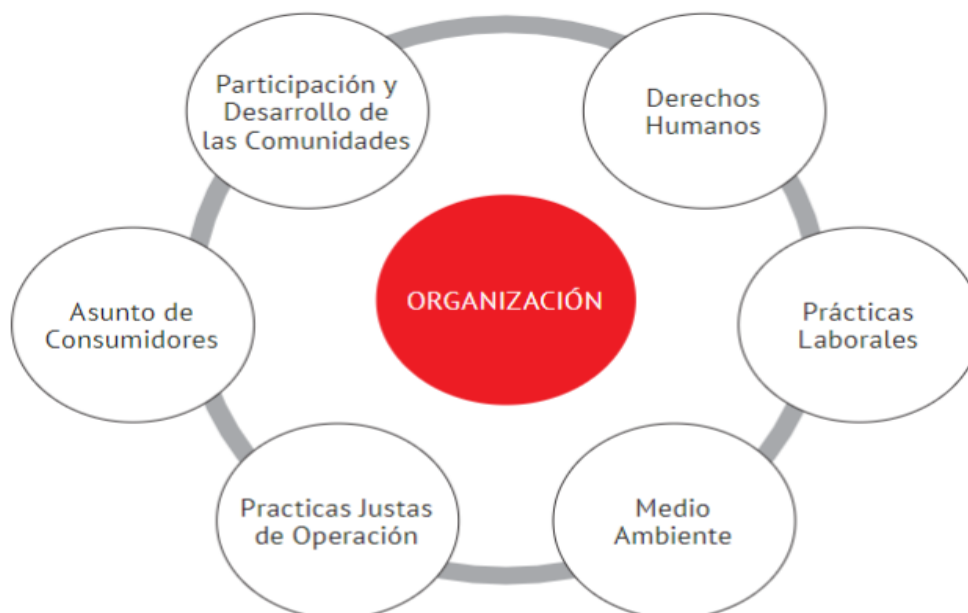 Participación y
Desarrollo de
las Comunidades
Derechos
Humanos
ORGANIZACIÓN
Asunto de
Consumidores
Prácticas
Laborales
Practicas Justas
de Operación
Medio
Ambiente